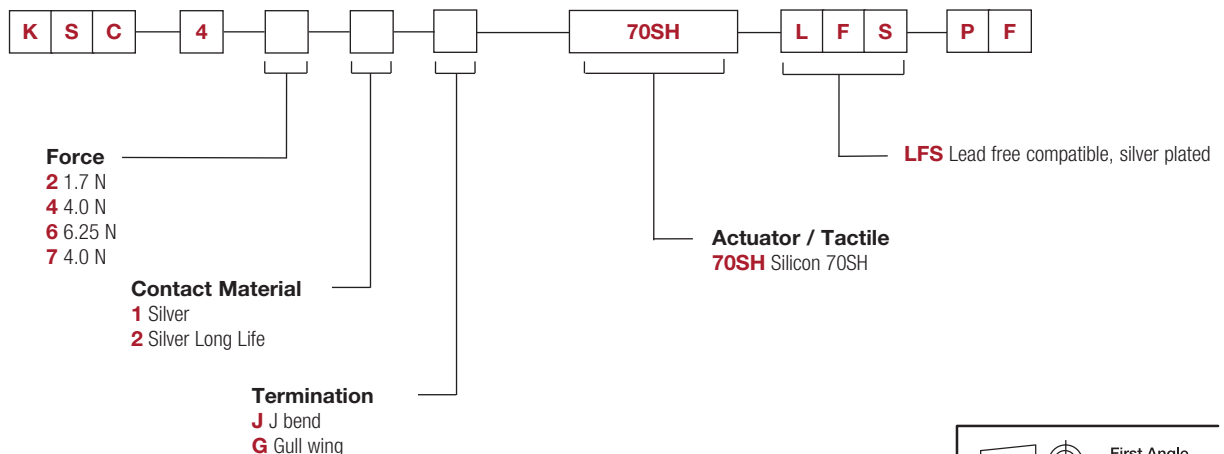 K S C 4 70SH L F S P F
Force
2 1.7 N
4 4.0 N
6 6.25 N
7 4.0 N
LFS Lead free compatible, silver plated
Actuator / Tactile
70SH Silicon 70SH
Contact Material
1 Silver
2 Silver Long Life
Termination
J J bend
G Gull wing
First Angle